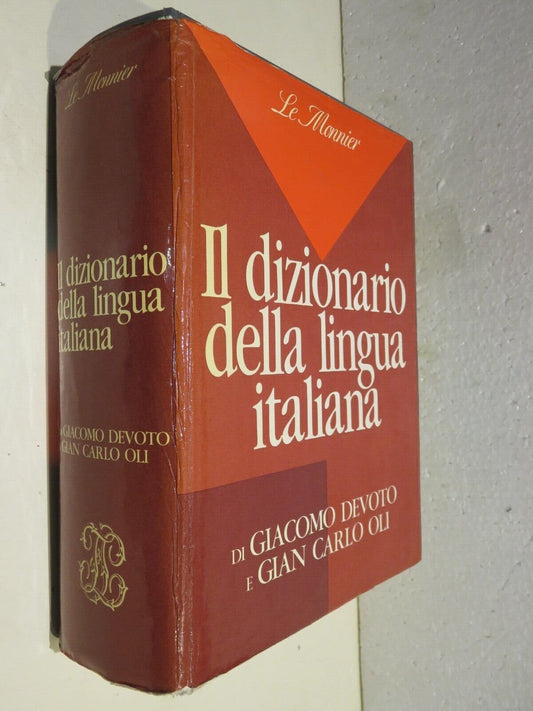 Le Monnier
Il dizionario
della lingua
italiana
di GIACOMO DEVOTO
e GIAN CARLO OLI
Le Monnier
Il dizionario
della lingua
italiana
DI GIACOMO DEVOTO
E GIAN CARLO OLI